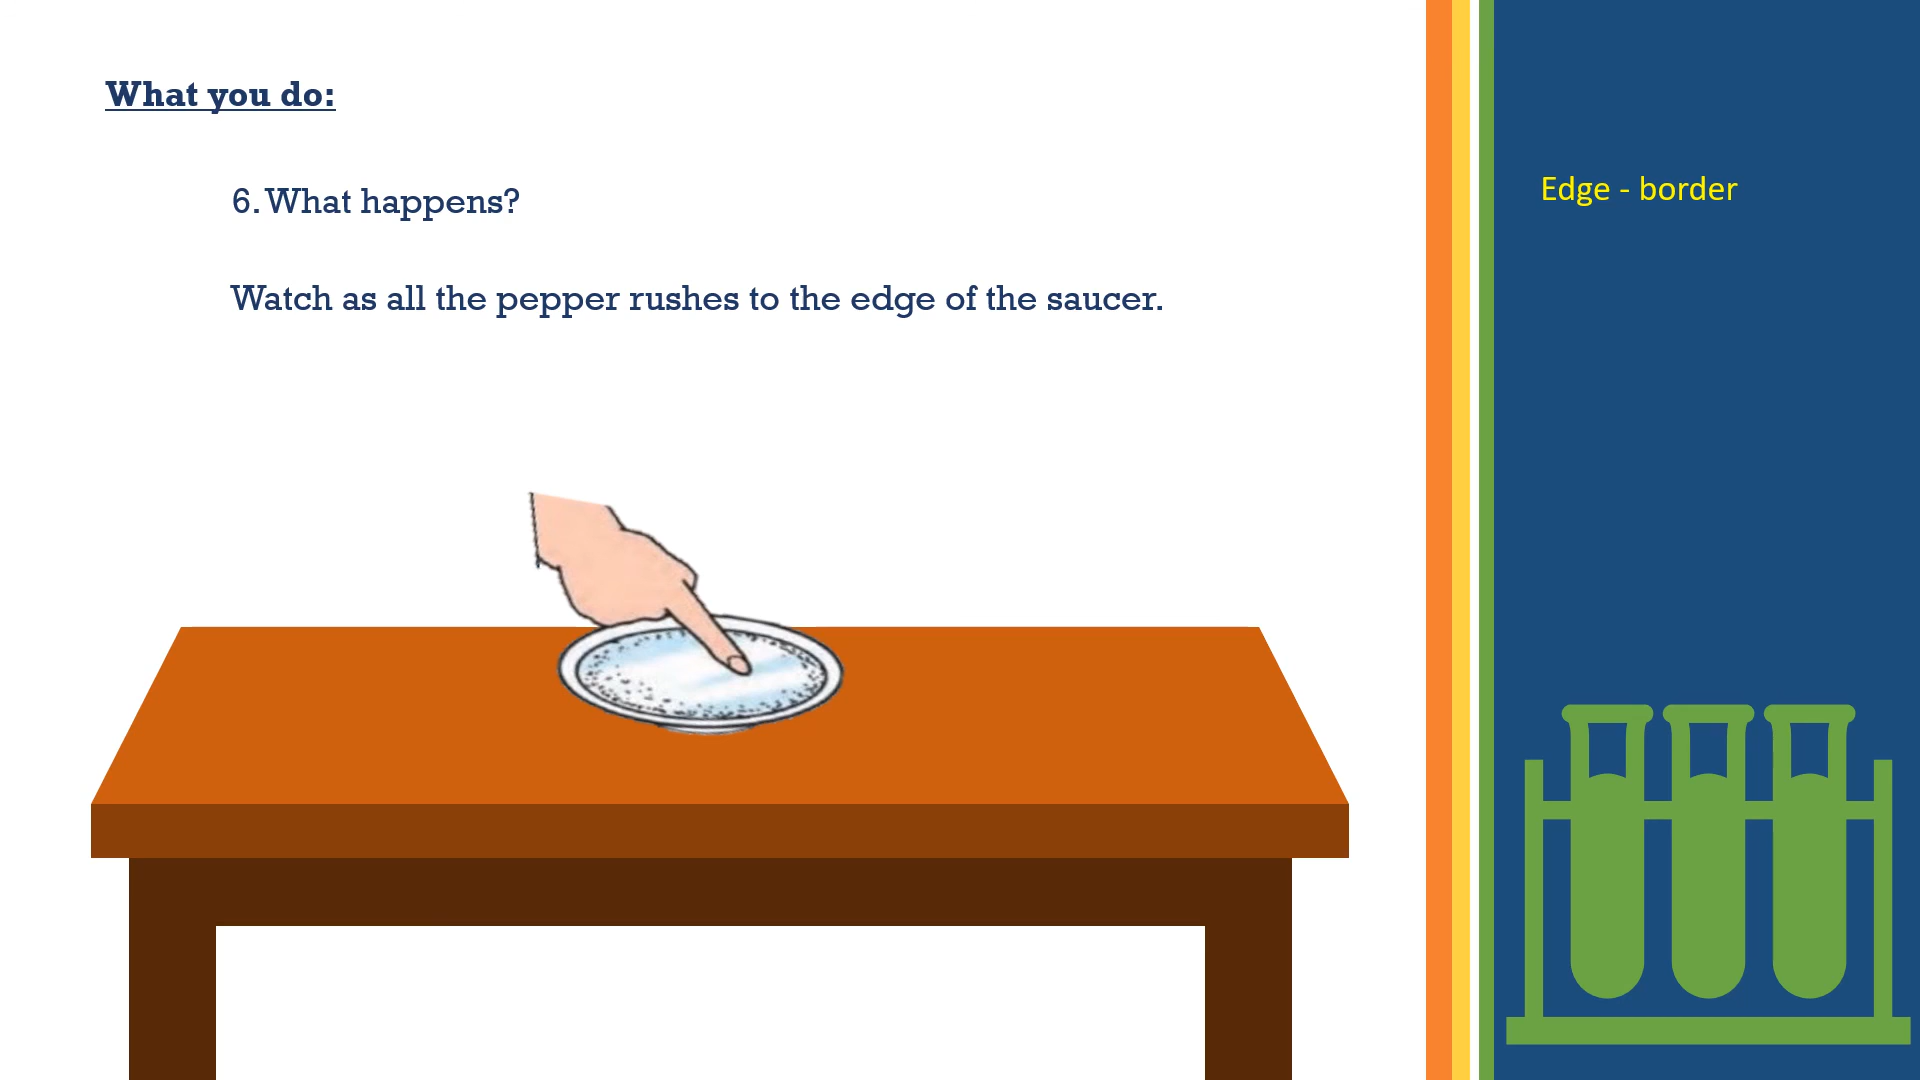 What you do:
6. What happens?
Watch as all the pepper rushes to the edge of the saucer.
Edge - border